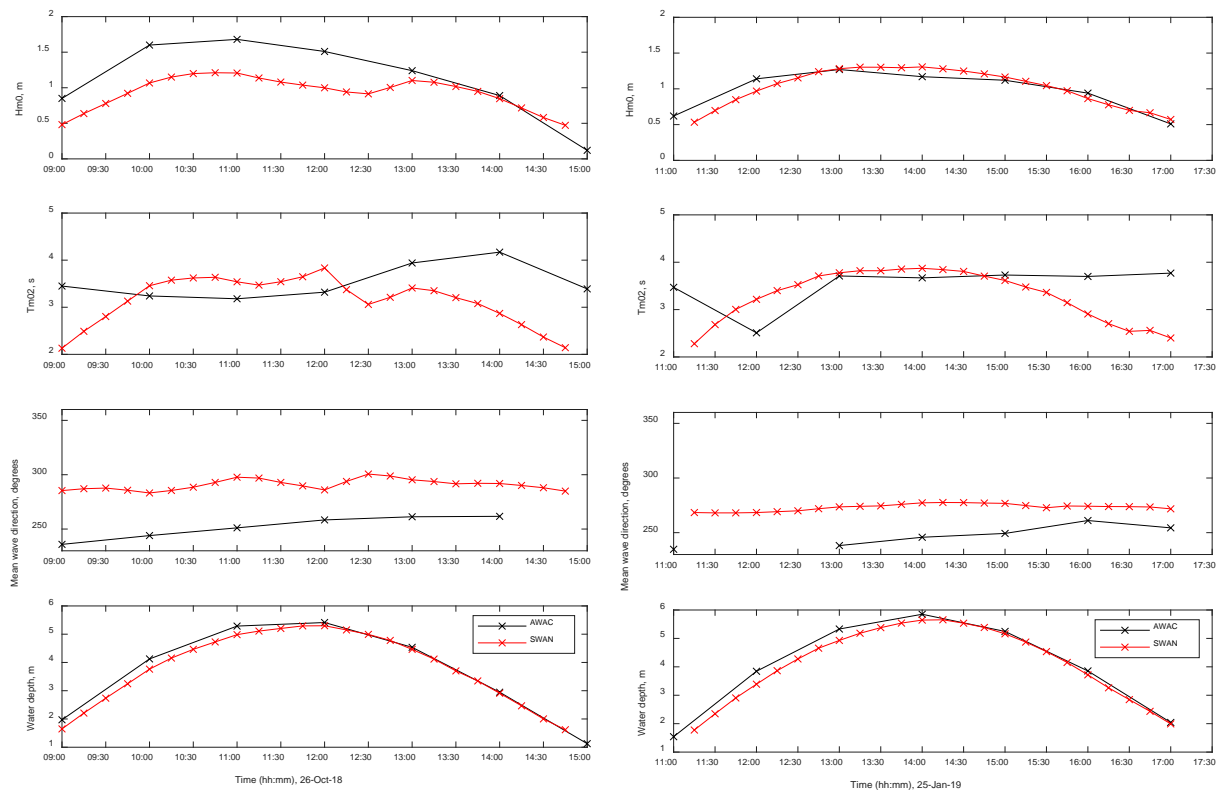 2
1.5
1
0.5
0
Hm0, m
09:00 09:30 10:00 10:30 11:00 11:30 12:00 12:30 13:00 13:30 14:00 14:30 15:00
5
4
3
2
Tm02, s
09:00 09:30 10:00 10:30 11:00 11:30 12:00 12:30 13:00 13:30 14:00 14:30 15:00
350
300
250
Mean wave direction, degrees
09:00 09:30 10:00 10:30 11:00 11:30 12:00 12:30 13:00 13:30 14:00 14:30 15:00
6
5
4
3
2
1
Water depth, m
AWAC
SWAN
09:00 09:30 10:00 10:30 11:00 11:30 12:00 12:30 13:00 13:30 14:00 14:30 15:00
Time (hh:mm), 26-Oct-18
2
1.5
1
0.5
0
Hm0, m
11:00 11:30 12:00 12:30 13:00 13:30 14:00 14:30 15:00 15:30 16:00 16:30 17:00 17:30
5
4
3
2
Tm02, s
11:00 11:30 12:00 12:30 13:00 13:30 14:00 14:30 15:00 15:30 16:00 16:30 17:00 17:30
350
300
250
Mean wave direction, degrees
11:00 11:30 12:00 12:30 13:00 13:30 14:00 14:30 15:00 15:30 16:00 16:30 17:00 17:30
6
5
4
3
2
1
Water depth, m
AWAC
SWAN
11:00 11:30 12:00 12:30 13:00 13:30 14:00 14:30 15:00 15:30 16:00 16:30 17:00 17:30
Time (hh:mm), 25-Jan-19